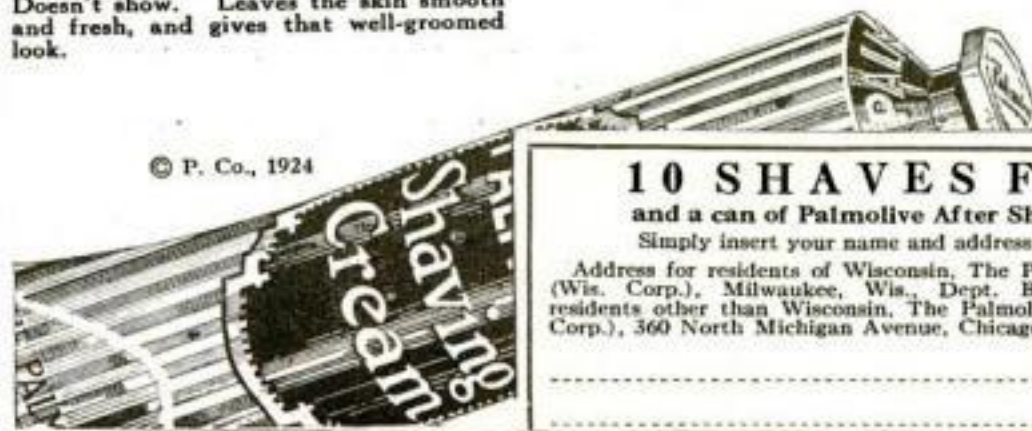 Doesn't show. Leaves the skin smooth
and fresh, and gives that well-groomed
look.
© P. Co., 1924
Shaving
Cream
PAL
10 SHAVES F
and a can of Palmolive After Sh
Simply insert your name and address
Address for residents of Wisconsin, The P
(Wis. Corp.), Milwaukee, Wis., Dept. B
residents other than Wisconsin, The Palmol
Corp.), 360 North Michigan Avenue, Chicag